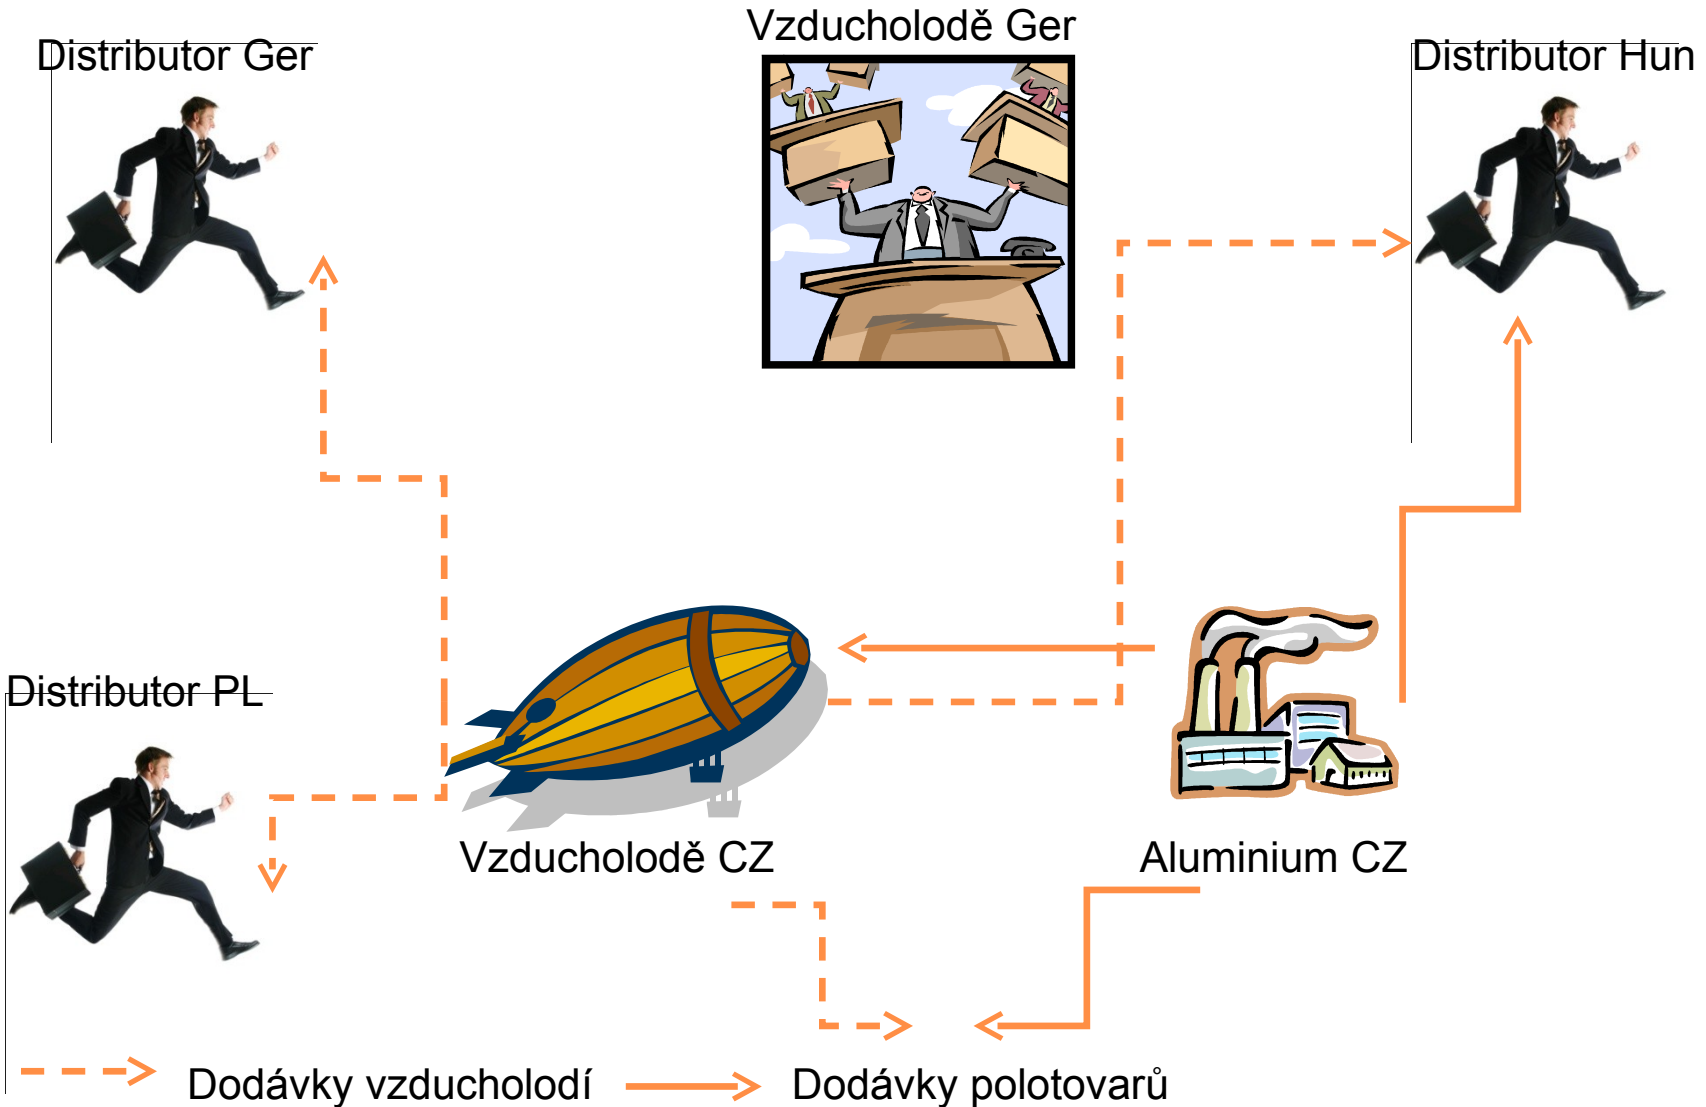 Vzducholodě Ger
Distributor Ger
Distributor Hun
Distributor PL
Vzducholodě CZ
Aluminium CZ
Dodávky vzducholodí
Dodávky polotovarů